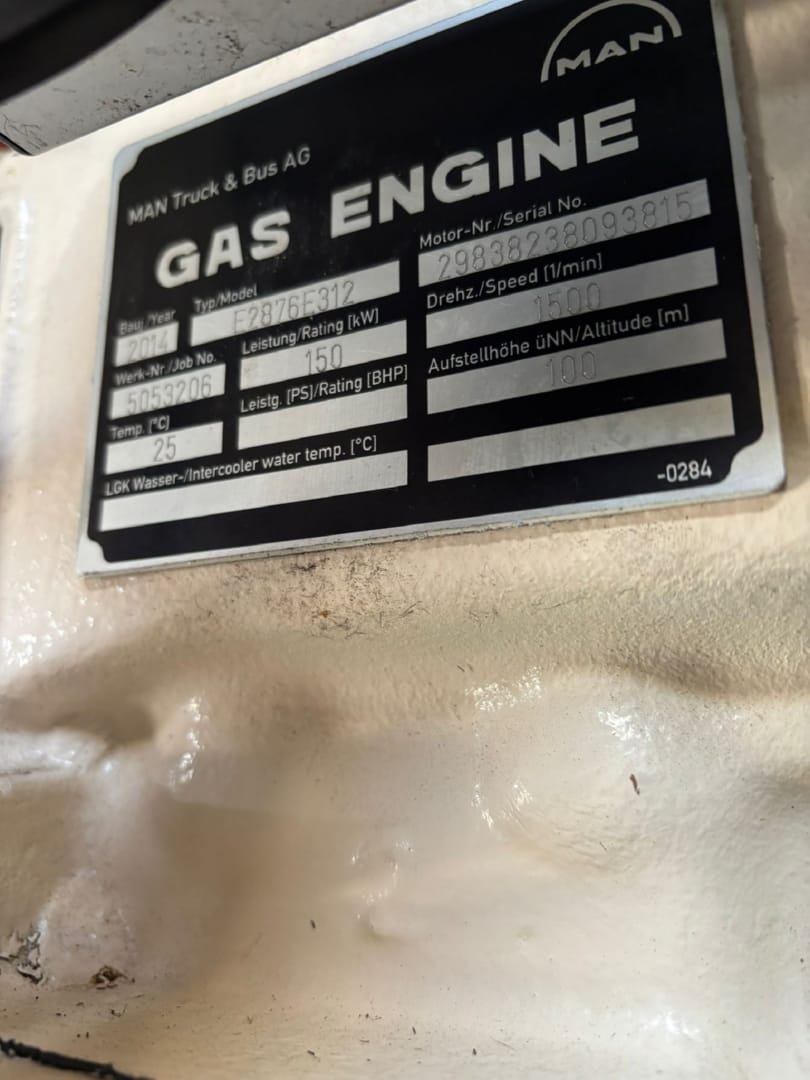 MAN
MAN Truck & Bus AG
GAS ENGINE
Bauj./Year Typ/Model Motor-Nr./Serial No.
2014 E2876E312 29838238093815
Werk-Nr./Job No. Leistung/Rating [kW] Drehz./Speed [1/min]
5053206 150 1500
Temp. [°C] Leistg. [PS]/Rating [BHP] Aufstellhöhe üNN/Altitude [m]
25 100
LGK Wasser-/Intercooler water temp. [°C]
-0284